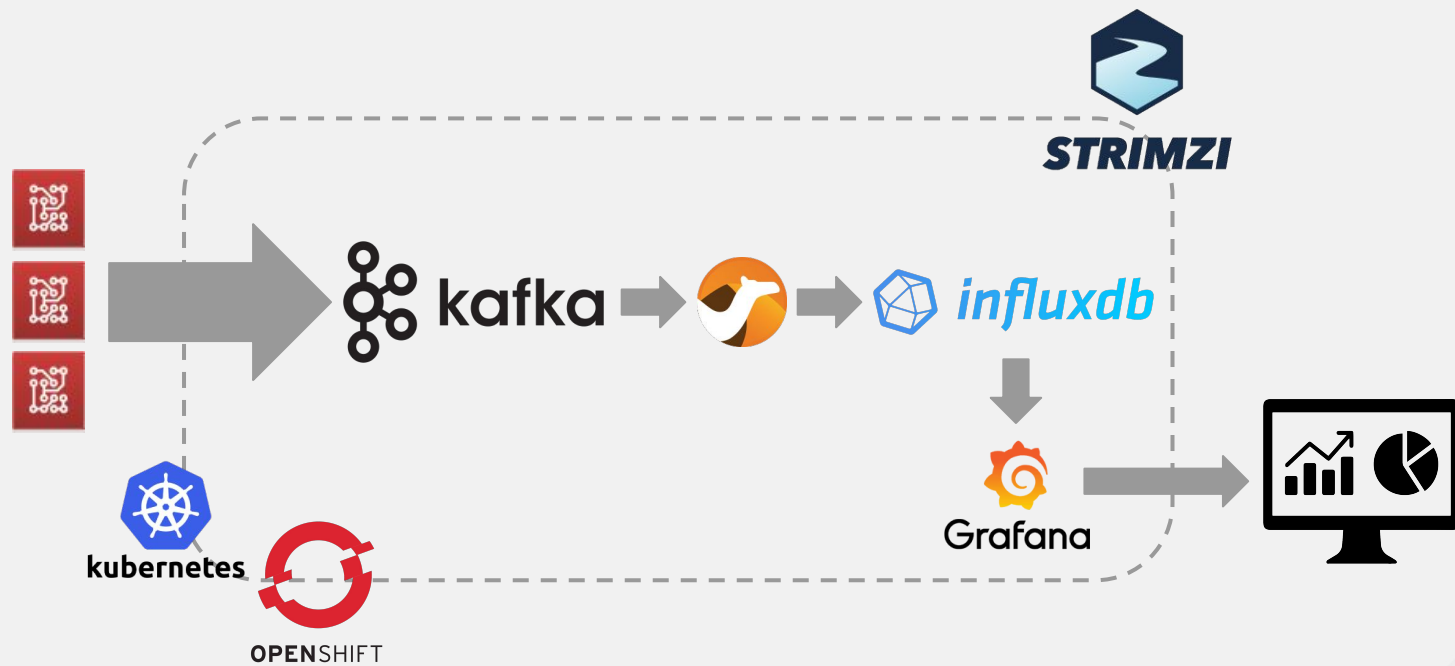 STRIMZI
kafka
influxdb
Grafana
kubernetes
OPENSHIFT